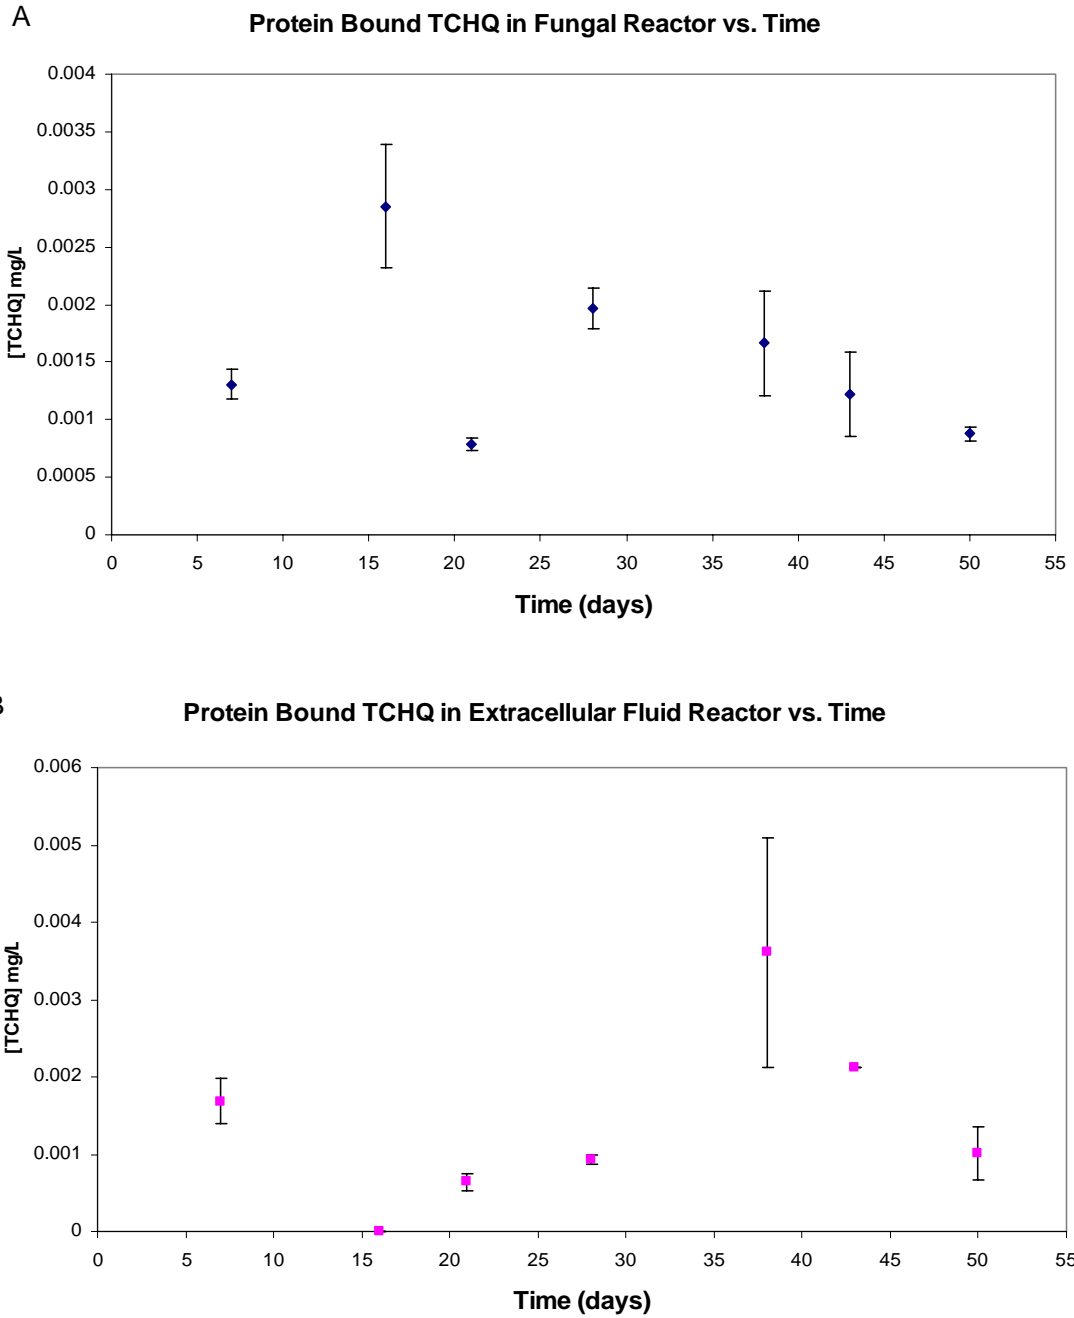 A
Protein Bound TCHQ in Fungal Reactor vs. Time
0.004
0.0035
0.003
0.0025
0.002
0.0015
0.001
0.0005
0
[TCHQ] mg/L
0 5 10 15 20 25 30 35 40 45 50 55
Time (days)
B
Protein Bound TCHQ in Extracellular Fluid Reactor vs. Time
0.006
0.005
0.004
0.003
0.002
0.001
0
[TCHQ] mg/L
0 5 10 15 20 25 30 35 40 45 50 55
Time (days)